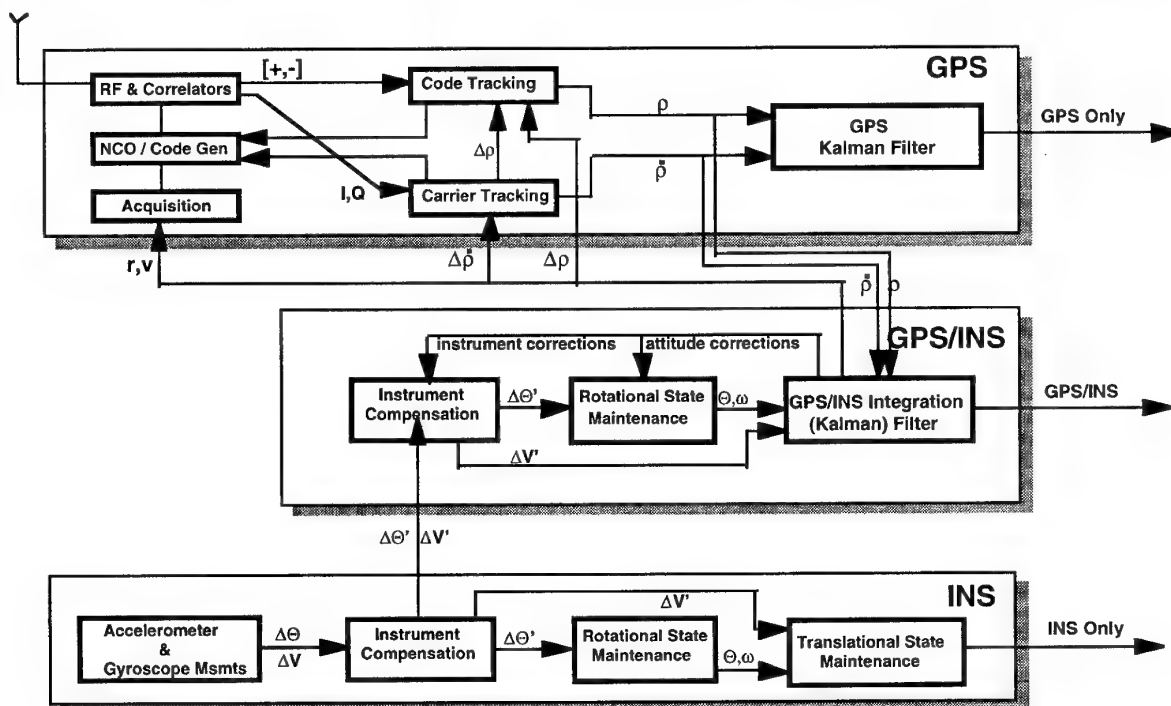 GPS
[+,-]
RF & Correlators
Code Tracking
ρ
GPS
Kalman Filter
GPS Only
NCO / Code Gen
Δρ
ρ̇
I,Q
Acquisition
Carrier Tracking
r,v
Δρ̇
Δρ
ρ̇
ρ
GPS/INS
instrument corrections
attitude corrections
Instrument
Compensation
ΔΘ'
Rotational State
Maintenance
Θ,ω
GPS/INS Integration
(Kalman) Filter
GPS/INS
ΔV'
ΔΘ'
ΔV'
INS
ΔV'
Accelerometer
&
Gyroscope Msmts
ΔΘ
ΔV
Instrument
Compensation
ΔΘ'
Rotational State
Maintenance
Θ,ω
Translational State
Maintenance
INS Only